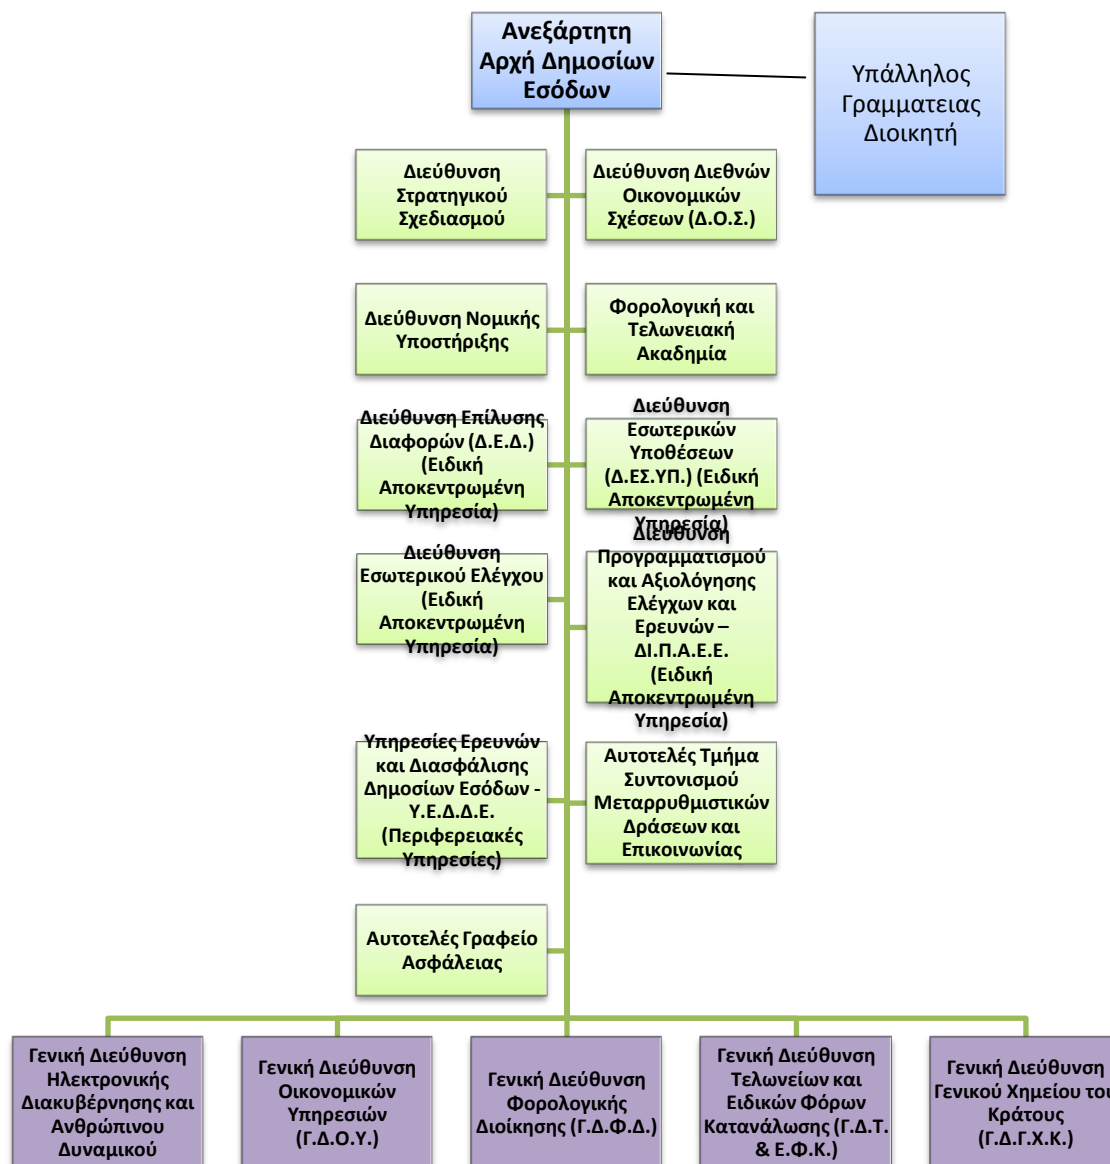 Ανεξάρτητη
Αρχή Δημοσίων
Εσόδων
Υπάλληλος
Γραμματειας
Διοικητή
Διεύθυνση
Στρατηγικού
Σχεδιασμού
Διεύθυνση Διεθνών
Οικονομικών
Σχέσεων (Δ.Ο.Σ.)
Διεύθυνση Νομικής
Υποστήριξης
Φορολογική και
Τελωνειακή
Ακαδημία
Διεύθυνση Επίλυσης
Διαφορών (Δ.Ε.Δ.)
(Ειδική
Αποκεντρωμένη
Υπηρεσία)
Διεύθυνση
Εσωτερικών
Υποθέσεων
(Δ.ΕΣ.ΥΠ.) (Ειδική
Αποκεντρωμένη
Υπηρεσία)
Διεύθυνση
Εσωτερικού Ελέγχου
(Ειδική
Αποκεντρωμένη
Υπηρεσία)
Διεύθυνση
Προγραμματισμού
και Αξιολόγησης
Ελέγχων και
Ερευνών –
ΔΙ.Π.Α.Ε.Ε.
(Ειδική
Αποκεντρωμένη
Υπηρεσία)
Υπηρεσίες Ερευνών
και Διασφάλισης
Δημοσίων Εσόδων -
Υ.Ε.Δ.Δ.Ε.
(Περιφερειακές
Υπηρεσίες)
Αυτοτελές Τμήμα
Συντονισμού
Μεταρρυθμιστικών
Δράσεων και
Επικοινωνίας
Αυτοτελές Γραφείο
Ασφάλειας
Γενική Διεύθυνση
Ηλεκτρονικής
Διακυβέρνησης και
Ανθρώπινου
Δυναμικού
Γενική Διεύθυνση
Οικονομικών
Υπηρεσιών
(Γ.Δ.Ο.Υ.)
Γενική Διεύθυνση
Φορολογικής
Διοίκησης (Γ.Δ.Φ.Δ.)
Γενική Διεύθυνση
Τελωνείων και
Ειδικών Φόρων
Κατανάλωσης (Γ.Δ.Τ.
& Ε.Φ.Κ.)
Γενική Διεύθυνση
Γενικού Χημείου του
Κράτους
(Γ.Δ.Γ.Χ.Κ.)